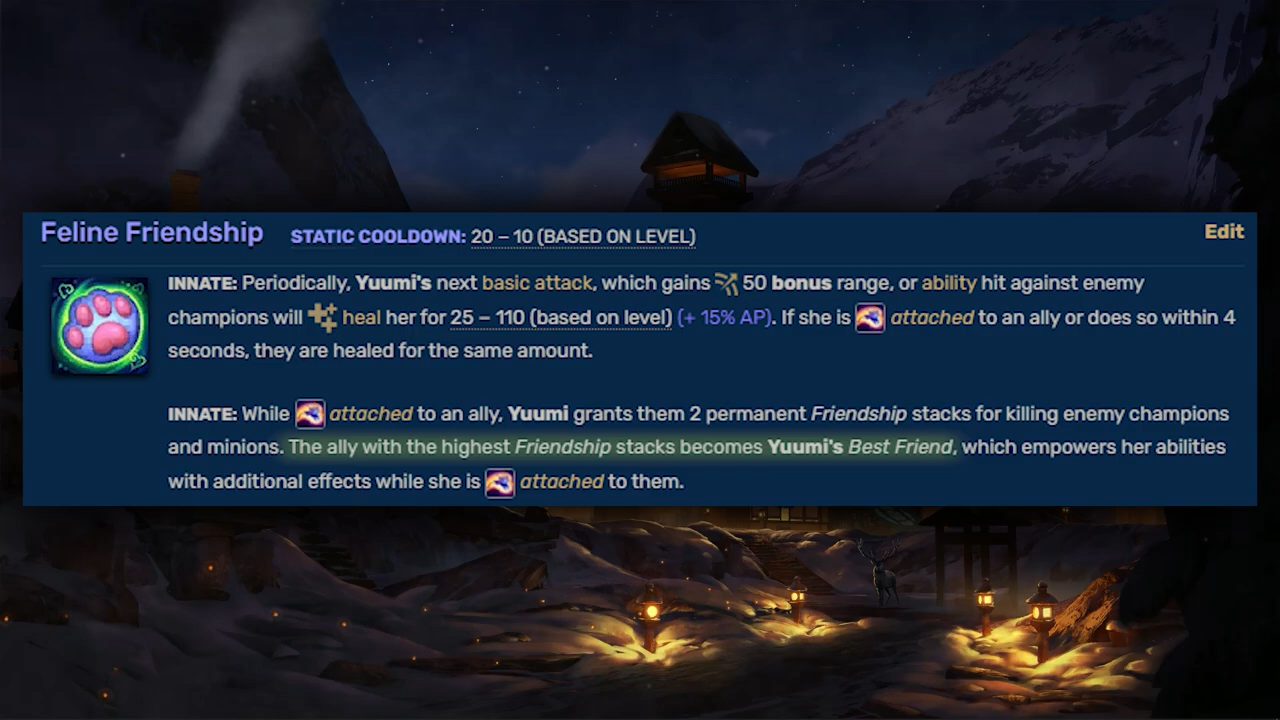 Feline Friendship STATIC COOLDOWN: 20 – 10 (BASED ON LEVEL) Edit
INNATE: Periodically, Yuumi's next basic attack, which gains 50 bonus range, or ability hit against enemy
champions will heal her for 25 – 110 (based on level) (+ 15% AP). If she is attached to an ally or does so within 4
seconds, they are healed for the same amount.
INNATE: While attached to an ally, Yuumi grants them 2 permanent Friendship stacks for killing enemy champions
and minions. The ally with the highest Friendship stacks becomes Yuumi's Best Friend, which empowers her abilities
with additional effects while she is attached to them.